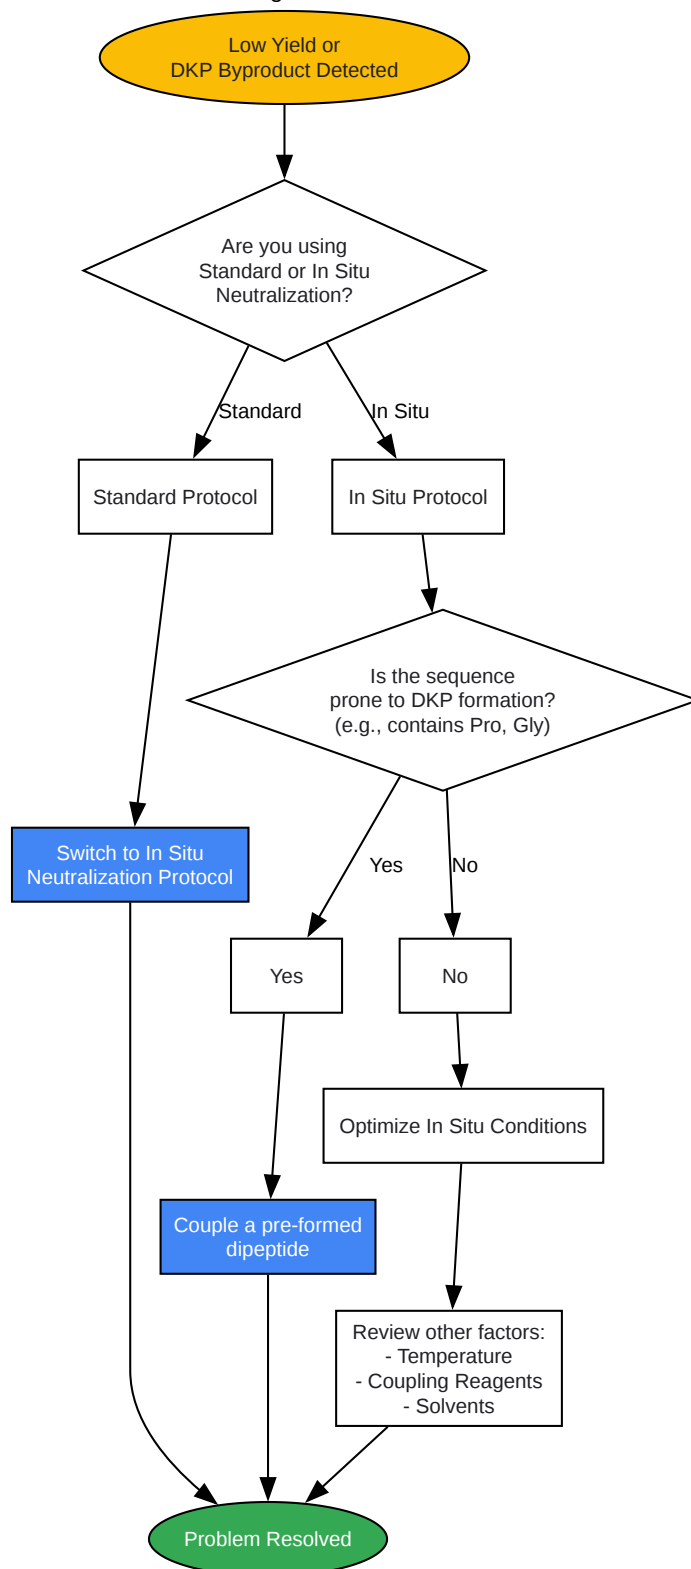 Low Yield or
DKP Byproduct Detected
Are you using
Standard or In Situ
Neutralization?
Standard
In Situ
Standard Protocol
In Situ Protocol
Is the sequence
prone to DKP formation?
(e.g., contains Pro, Gly)
Switch to In Situ
Neutralization Protocol
Yes
No
Yes
No
Optimize In Situ Conditions
Couple a pre-formed
dipeptide
Review other factors:
- Temperature
- Coupling Reagents
- Solvents
Problem Resolved